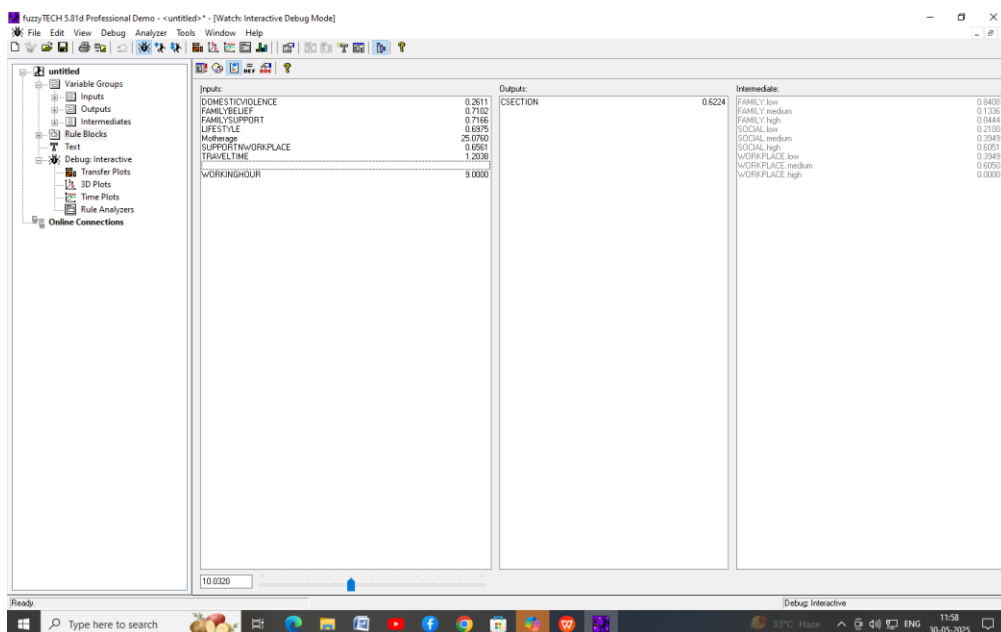 fuzzyTECH 5.81d Professional Demo - <untitled>* - [Watch: Interactive Debug Mode]
File Edit View Debug Analyzer Tools Window Help
untitled
Variable Groups
Inputs
Outputs
Intermediates
Rule Blocks
Text
Debug: Interactive
Transfer Plots
3D Plots
Time Plots
Rule Analyzers
Online Connections
Inputs:
DOMESTICVIOLENCE 0.2611
FAMILYBELIEF 0.7102
FAMILYSUPPORT 0.7166
LIFESTYLE 0.6975
Motherage 25.0760
SUPPORTNWORKPLACE 0.6561
TRAVELTIME 1.2038
WORKINGHOUR 9.0000
10.0320
Outputs:
CSECTION 0.6224
Intermediate:
FAMILY.low 0.8408
FAMILY.medium 0.1336
FAMILY.high 0.0444
SOCIAL.low 0.2100
SOCIAL.medium 0.3949
SOCIAL.high 0.6051
WORKPLACE.low 0.3949
WORKPLACE.medium 0.6050
WORKPLACE.high 0.0000
Ready.
Debug: Interactive
Type here to search
33°C Haze
ENG
11:58
30-05-2025